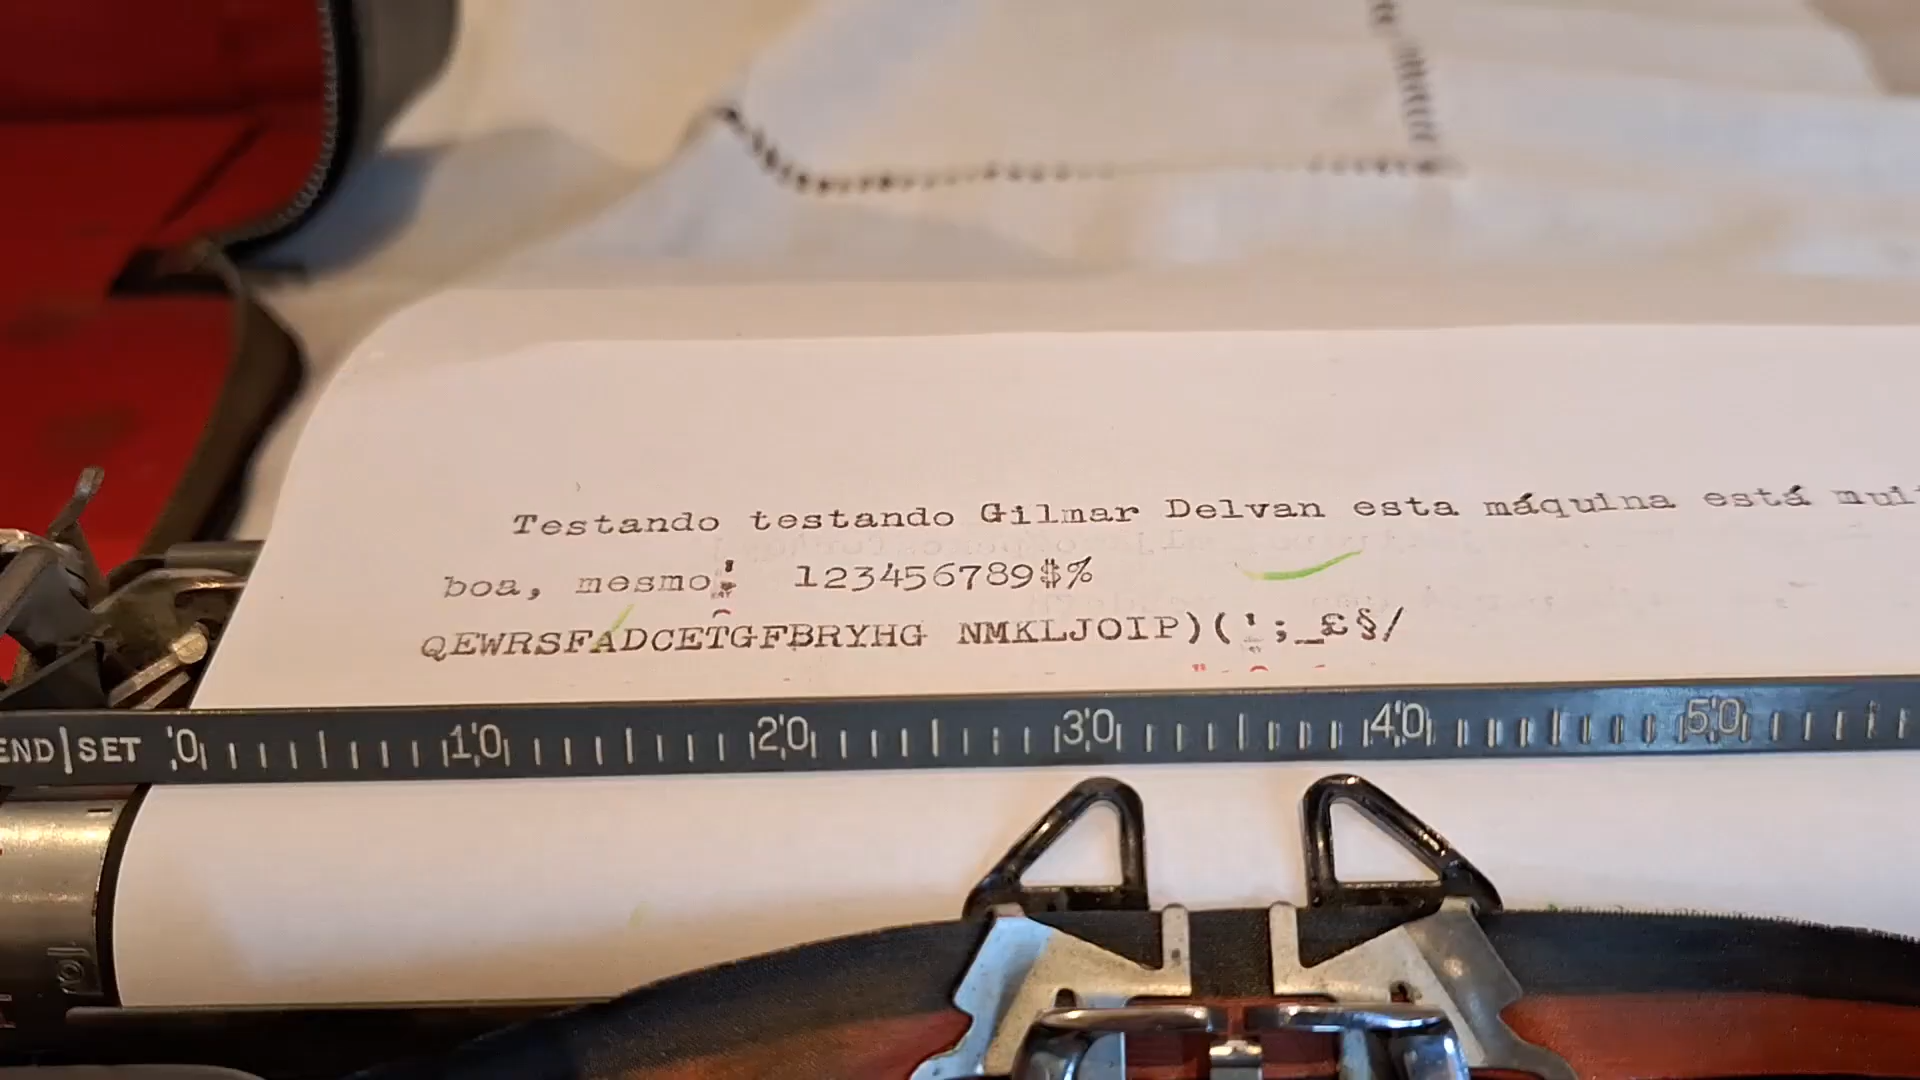 Testando testando Gilmar Delvan esta máquina está
boa, mesmo! 123456789$%
QEWRSFADCETGFBRYHG NMKLJOIP)(';_£§/
END|SET 0 10 20 30 40 50